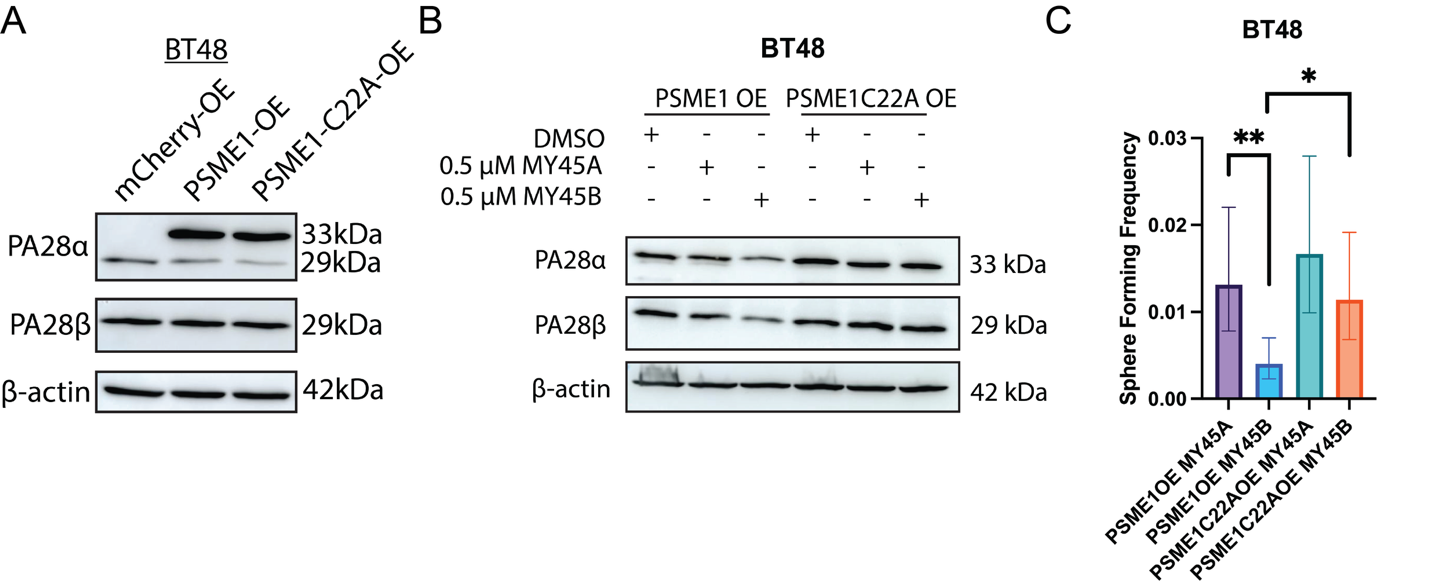 A
BT48
mCherry-OE
PSME1-OE
PSME1-C22A-OE
PA28α
33kDa
29kDa
PA28β
29kDa
β-actin
42kDa
B
BT48
PSME1 OE PSME1C22A OE
DMSO + - - + - -
0.5 μM MY45A - + - - + -
0.5 μM MY45B - - + - - +
PA28α 33 kDa
PA28β 29 kDa
β-actin 42 kDa
C
BT48
*
**
Sphere Forming Frequency
0.03
0.02
0.01
0.00
PSME1OE MY45A
PSME1OE MY45B
PSME1C22AOE MY45A
PSME1C22AOE MY45B